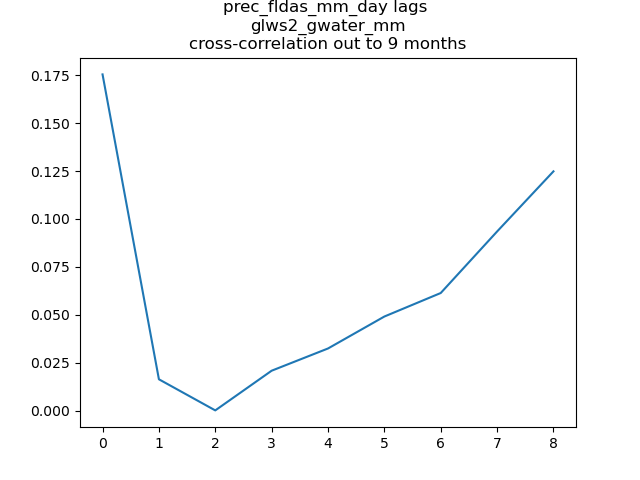 prec_fldas_mm_day lags
glws2_gwater_mm
cross-correlation out to 9 months
0.175
0.150
0.125
0.100
0.075
0.050
0.025
0.000
0 1 2 3 4 5 6 7 8